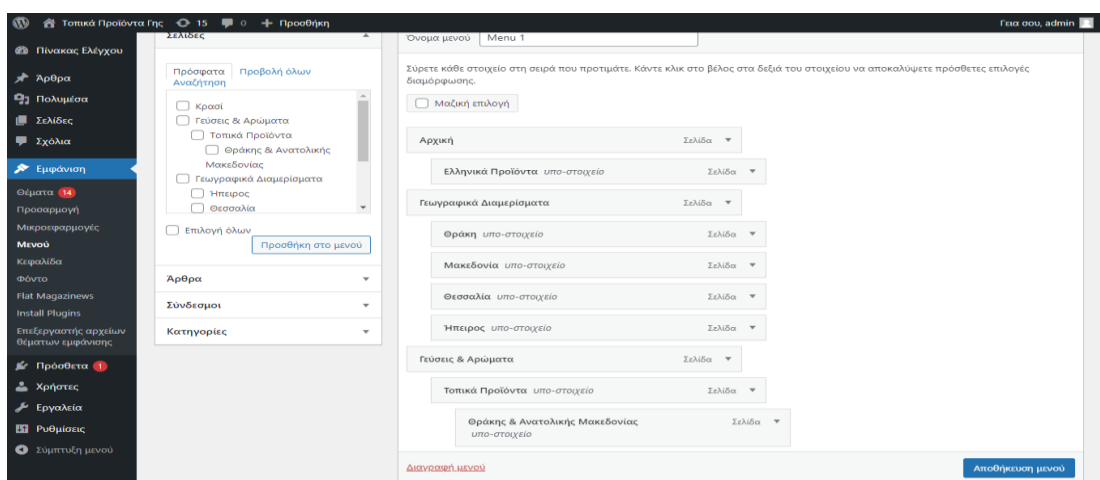 Τοπικά Προϊόντα Γης 15 0 + Προσθήκη Γεια σου, admin
Πίνακας Ελέγχου
Άρθρα
Πολυμέσα
Σελίδες
Σχόλια
Εμφάνιση
Θέματα 14
Προσαρμογή
Μικροεφαρμογές
Μενού
Κεφαλίδα
Φόντο
Flat Magazinews
Install Plugins
Επεξεργαστής αρχείων
θέματων εμφάνισης
Πρόσθετα 1
Χρήστες
Εργαλεία
Ρυθμίσεις
Σύμπτυξη μενού
Σελίδες
Πρόσφατα Προβολή όλων
Αναζήτηση
Κρασί
Γεύσεις & Αρώματα
Τοπικά Προϊόντα
Θράκης & Ανατολικής
Μακεδονίας
Γεωγραφικά Διαμερίσματα
Ήπειρος
Θεσσαλία
Επιλογή όλων
Προσθήκη στο μενού
Άρθρα
Σύνδεσμοι
Κατηγορίες
Όνομα μενού Menu 1
Σύρετε κάθε στοιχείο στη σειρά που προτιμάτε. Κάντε κλικ στο βέλος στα δεξιά του στοιχείου να αποκαλύψετε πρόσθετες επιλογές
διαμόρφωσης.
Μαζική επιλογή
Αρχική Σελίδα
Ελληνικά Προϊόντα υπο-στοιχείο Σελίδα
Γεωγραφικά Διαμερίσματα Σελίδα
Θράκη υπο-στοιχείο Σελίδα
Μακεδονία υπο-στοιχείο Σελίδα
Θεσσαλία υπο-στοιχείο Σελίδα
Ήπειρος υπο-στοιχείο Σελίδα
Γεύσεις & Αρώματα Σελίδα
Τοπικά Προϊόντα υπο-στοιχείο Σελίδα
Θράκης & Ανατολικής Μακεδονίας Σελίδα
υπο-στοιχείο
Διαγραφή μενού Αποθήκευση μενού